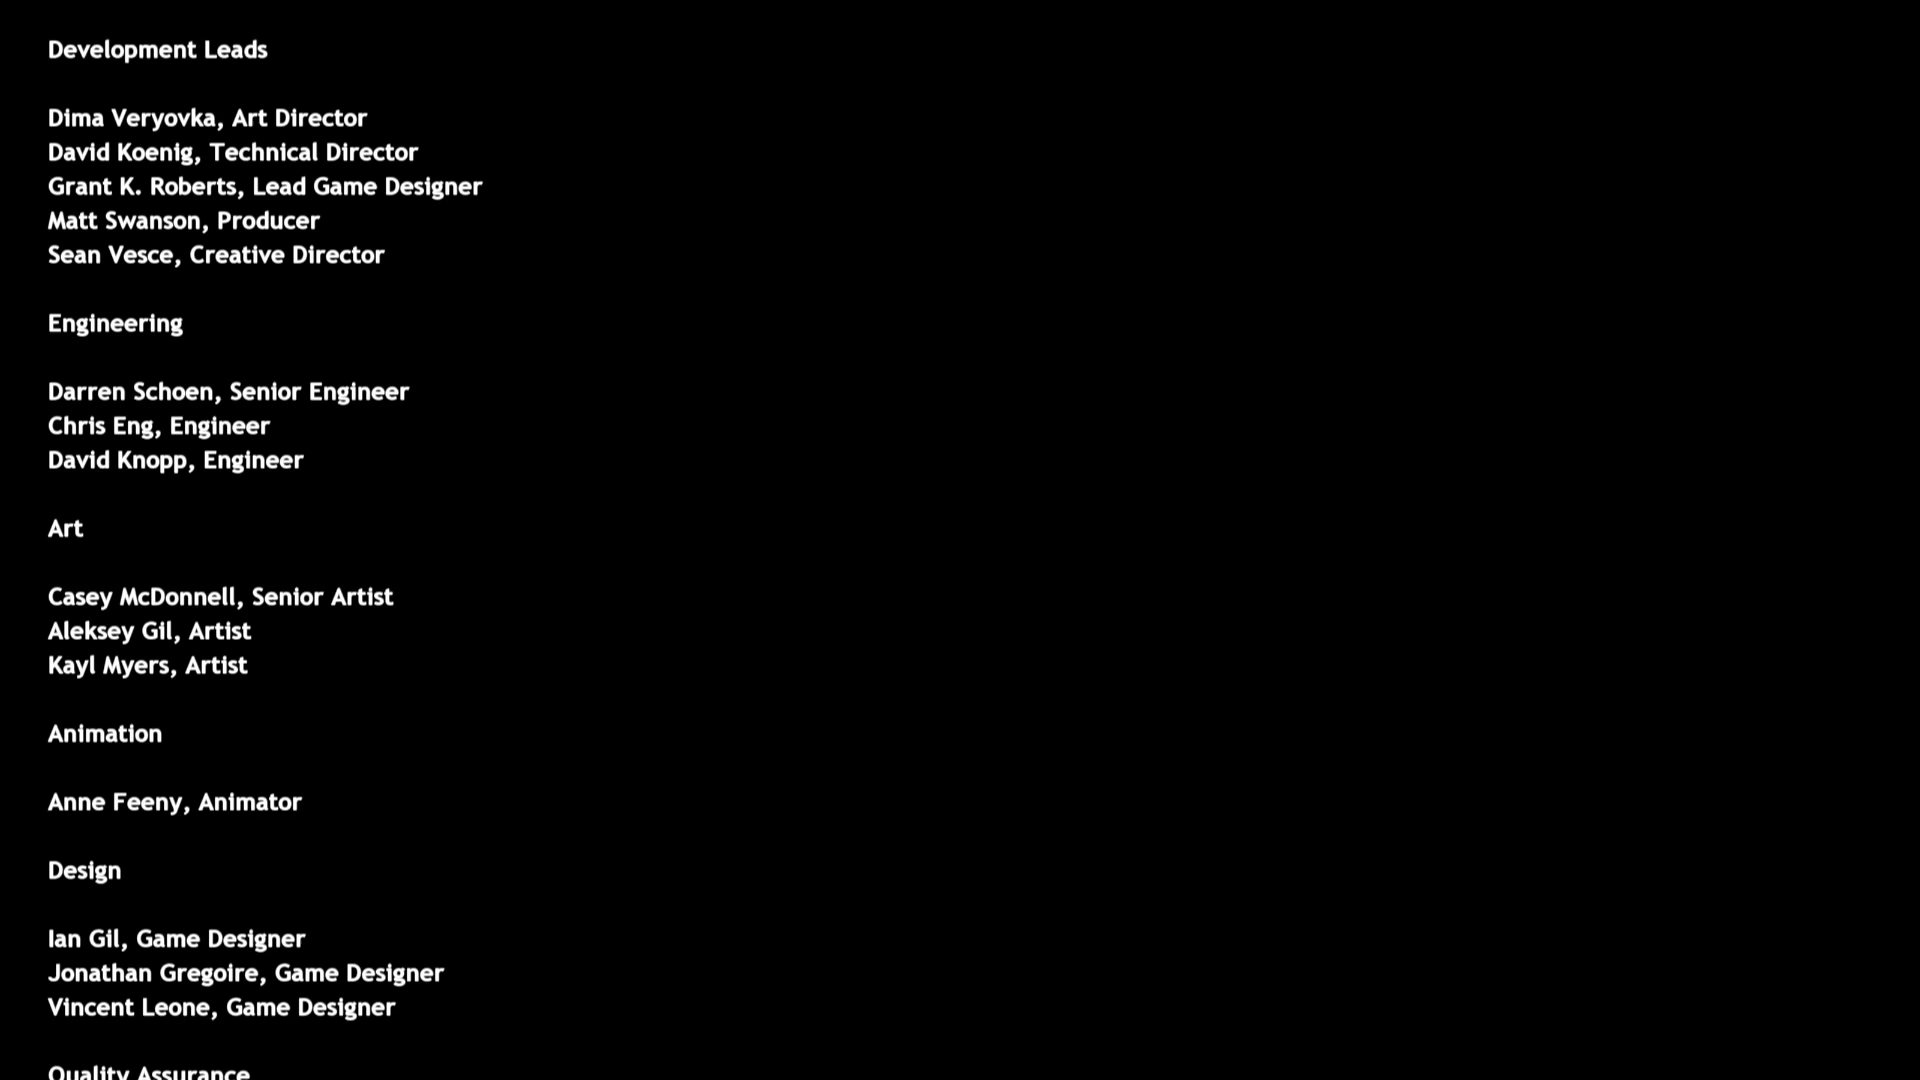 Development Leads
Dima Veryovka, Art Director
David Koenig, Technical Director
Grant K. Roberts, Lead Game Designer
Matt Swanson, Producer
Sean Vesce, Creative Director
Engineering
Darren Schoen, Senior Engineer
Chris Eng, Engineer
David Knopp, Engineer
Art
Casey McDonnell, Senior Artist
Aleksey Gil, Artist
Kayl Myers, Artist
Animation
Anne Feeny, Animator
Design
Ian Gil, Game Designer
Jonathan Gregoire, Game Designer
Vincent Leone, Game Designer
Quality Assurance